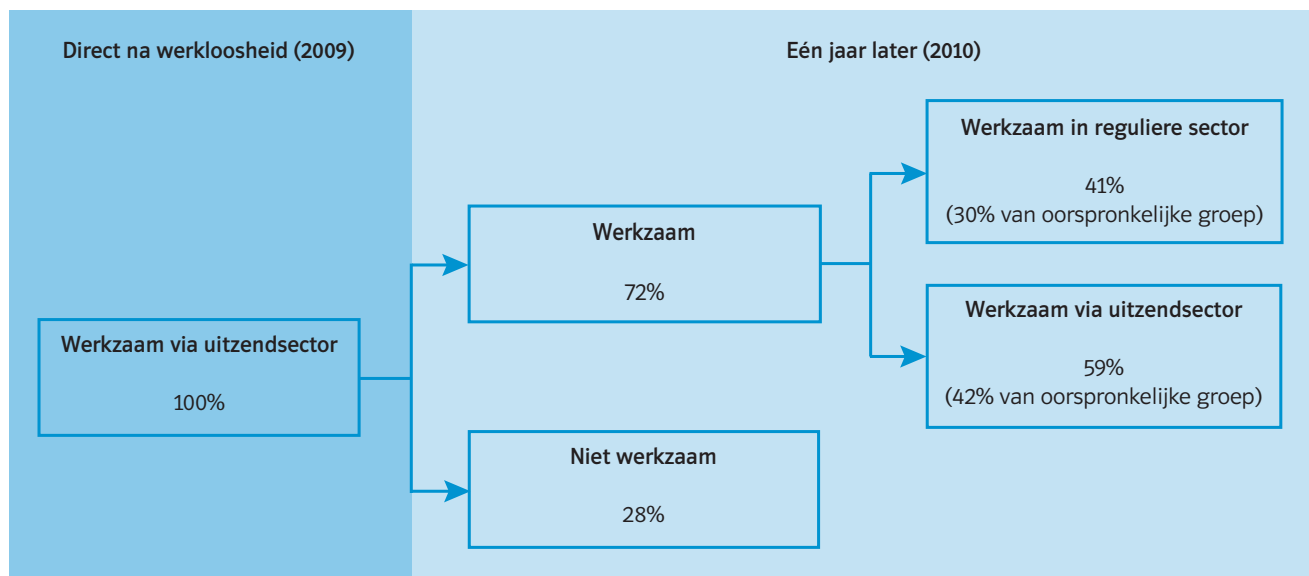 Direct na werkloosheid (2009)
Eén jaar later (2010)
Werkzaam via uitzendsector
100%
Werkzaam
72%
Niet werkzaam
28%
Werkzaam in reguliere sector
41%
(30% van oorspronkelijke groep)
Werkzaam via uitzendsector
59%
(42% van oorspronkelijke groep)